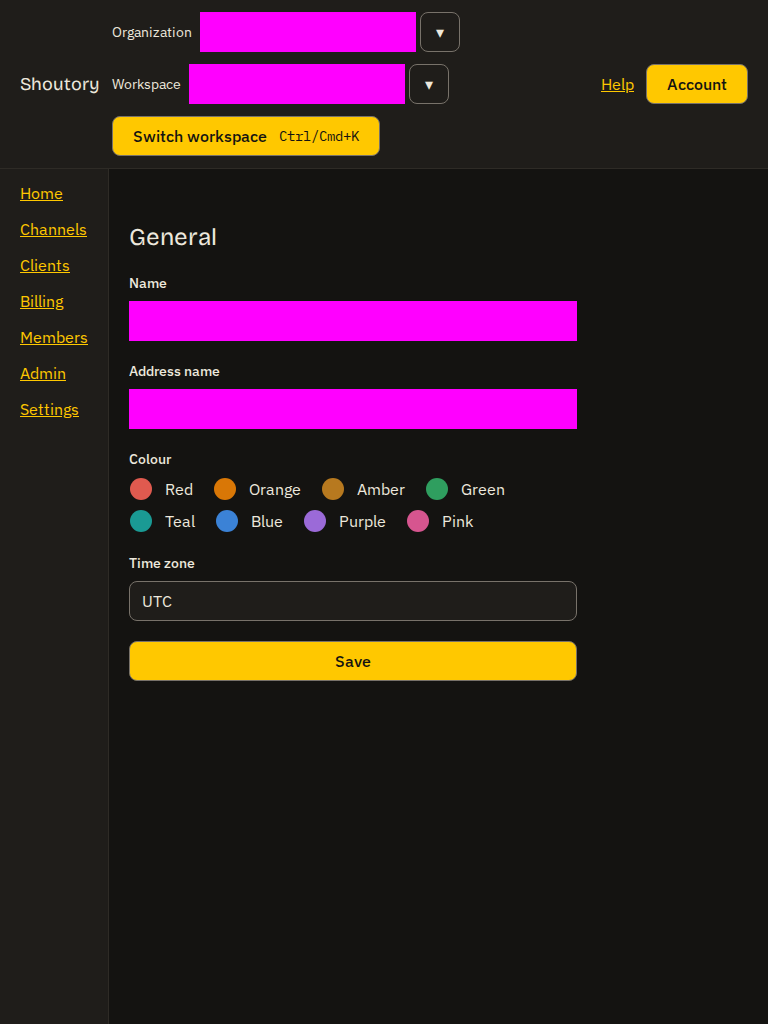 Organization ▼
Shoutory Workspace ▼ Help Account
Switch workspace Ctrl/Cmd+K
Home
Channels
Clients
Billing
Members
Admin
Settings
General
Name
Address name
Colour
Red Orange Amber Green
Teal Blue Purple Pink
Time zone
UTC
Save